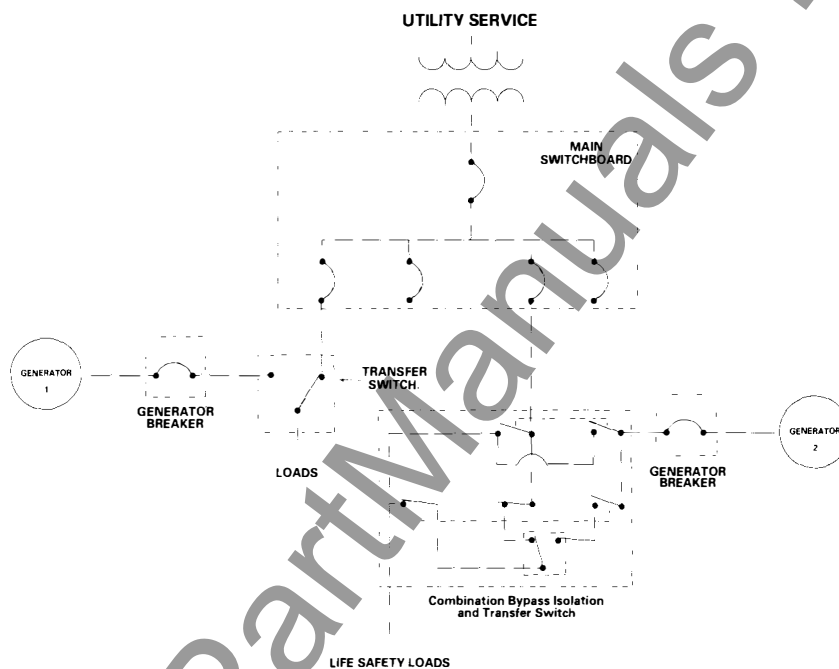 UTILITY SERVICE
MAIN
SWITCHBOARD
GENERATOR
1
GENERATOR
BREAKER
TRANSFER
SWITCH.
LOADS
GENERATOR
BREAKER
GENERATOR
2
Combination Bypass Isolation
and Transfer Switch
LIFE SAFETY LOADS
PartManuals